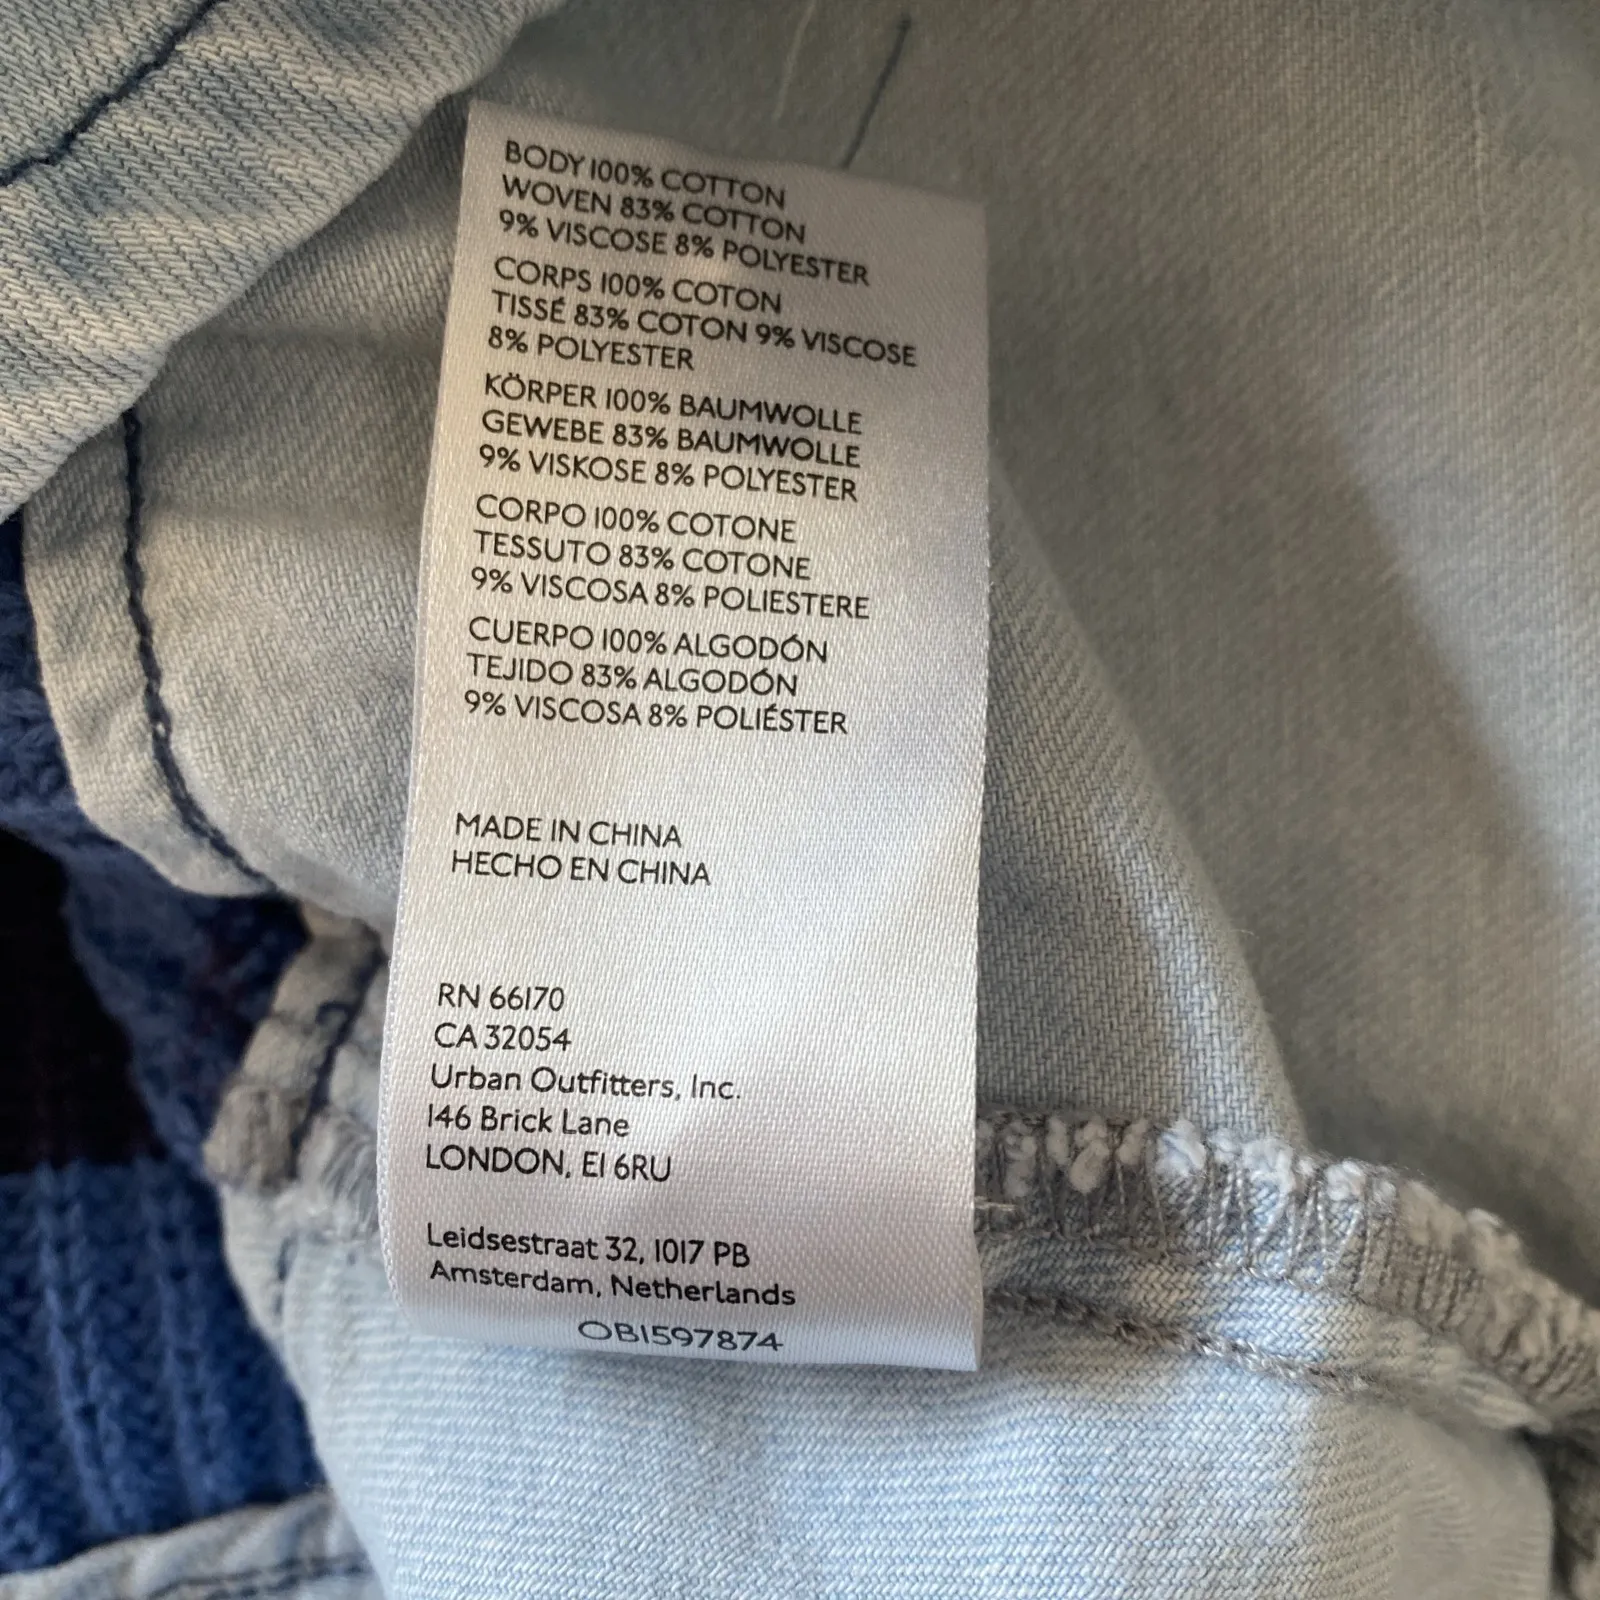 BODY 100% COTTON
WOVEN 83% COTTON
9% VISCOSE 8% POLYESTER
CORPS 100% COTON
TISSÉ 83% COTON 9% VISCOSE
8% POLYESTER
KÖRPER 100% BAUMWOLLE
GEWEBE 83% BAUMWOLLE
9% VISKOSE 8% POLYESTER
CORPO 100% COTONE
TESSUTO 83% COTONE
9% VISCOSA 8% POLIESTERE
CUERPO 100% ALGODÓN
TEJIDO 83% ALGODÓN
9% VISCOSA 8% POLIÉSTER
MADE IN CHINA
HECHO EN CHINA
RN 66170
CA 32054
Urban Outfitters, Inc.
146 Brick Lane
LONDON, E1 6RU
Leidsestraat 32, 1017 PB
Amsterdam, Netherlands
OB1597874